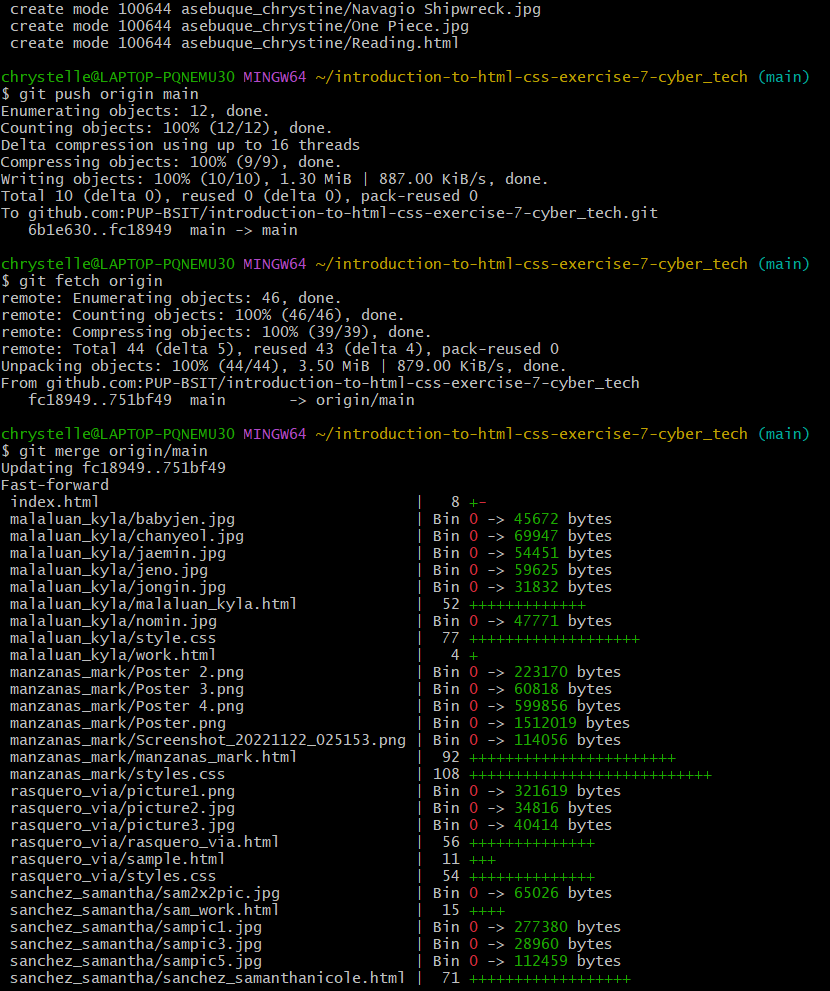 create mode 100644 asebuque_chrystine/Navagio Shipwreck.jpg
create mode 100644 asebuque_chrystine/One Piece.jpg
create mode 100644 asebuque_chrystine/Reading.html
chrystelle@LAPTOP-PQNEMU30 MINGW64 ~/introduction-to-html-css-exercise-7-cyber_tech (main)
$ git push origin main
Enumerating objects: 12, done.
Counting objects: 100% (12/12), done.
Delta compression using up to 16 threads
Compressing objects: 100% (9/9), done.
Writing objects: 100% (10/10), 1.30 MiB | 887.00 KiB/s, done.
Total 10 (delta 0), reused 0 (delta 0), pack-reused 0
To github.com:PUP-BSIT/introduction-to-html-css-exercise-7-cyber_tech.git
   6b1e630..fc18949  main -> main
chrystelle@LAPTOP-PQNEMU30 MINGW64 ~/introduction-to-html-css-exercise-7-cyber_tech (main)
$ git fetch origin
remote: Enumerating objects: 46, done.
remote: Counting objects: 100% (46/46), done.
remote: Compressing objects: 100% (39/39), done.
remote: Total 44 (delta 5), reused 43 (delta 4), pack-reused 0
Unpacking objects: 100% (44/44), 3.50 MiB | 879.00 KiB/s, done.
From github.com:PUP-BSIT/introduction-to-html-css-exercise-7-cyber_tech
   fc18949..751bf49  main       -> origin/main
chrystelle@LAPTOP-PQNEMU30 MINGW64 ~/introduction-to-html-css-exercise-7-cyber_tech (main)
$ git merge origin/main
Updating fc18949..751bf49
Fast-forward
 index.html                                   |   8 +-
 malaluan_kyla/babyjen.jpg                    | Bin 0 -> 45672 bytes
 malaluan_kyla/chanyeol.jpg                   | Bin 0 -> 69947 bytes
 malaluan_kyla/jaemin.jpg                     | Bin 0 -> 54451 bytes
 malaluan_kyla/jeno.jpg                       | Bin 0 -> 59625 bytes
 malaluan_kyla/jongin.jpg                     | Bin 0 -> 31832 bytes
 malaluan_kyla/malaluan_kyla.html             |  52 +++++++++++++
 malaluan_kyla/nomin.jpg                      | Bin 0 -> 47771 bytes
 malaluan_kyla/style.css                      |  77 +++++++++++++++++++
 malaluan_kyla/work.html                      |   4 +
 manzanas_mark/Poster 2.png                   | Bin 0 -> 223170 bytes
 manzanas_mark/Poster 3.png                   | Bin 0 -> 60818 bytes
 manzanas_mark/Poster 4.png                   | Bin 0 -> 599856 bytes
 manzanas_mark/Poster.png                     | Bin 0 -> 1512019 bytes
 manzanas_mark/Screenshot_20221122_025153.png | Bin 0 -> 114056 bytes
 manzanas_mark/manzanas_mark.html             |  92 +++++++++++++++++++++++
 manzanas_mark/styles.css                     | 108 +++++++++++++++++++++++++++
 rasquero_via/picture1.png                    | Bin 0 -> 321619 bytes
 rasquero_via/picture2.jpg                    | Bin 0 -> 34816 bytes
 rasquero_via/picture3.jpg                    | Bin 0 -> 40414 bytes
 rasquero_via/rasquero_via.html               |  56 ++++++++++++++
 rasquero_via/sample.html                     |  11 +++
 rasquero_via/styles.css                      |  54 ++++++++++++++
 sanchez_samantha/sam2x2pic.jpg               | Bin 0 -> 65026 bytes
 sanchez_samantha/sam_work.html               |  15 ++++
 sanchez_samantha/sampic1.jpg                 | Bin 0 -> 277380 bytes
 sanchez_samantha/sampic3.jpg                 | Bin 0 -> 28960 bytes
 sanchez_samantha/sampic5.jpg                 | Bin 0 -> 112459 bytes
 sanchez_samantha/sanchez_samanthanicole.html |  71 ++++++++++++++++++